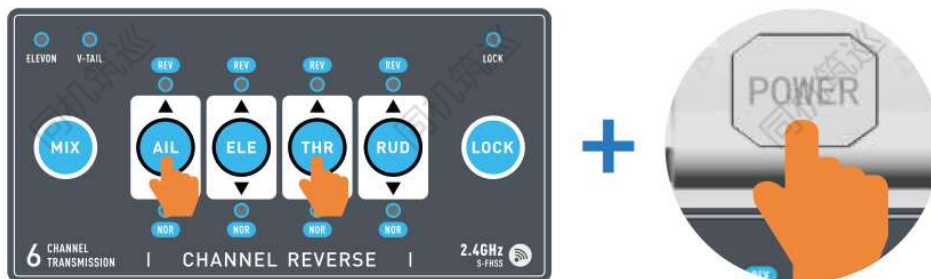 ELEVON V-TAIL LOCK
REV REV REV REV
MIX AIL ELE THR RUD LOCK
NOR NOR NOR NOR
6 CHANNEL TRANSMISSION | CHANNEL REVERSE | 2.4GHz S-FHSS
+
POWER